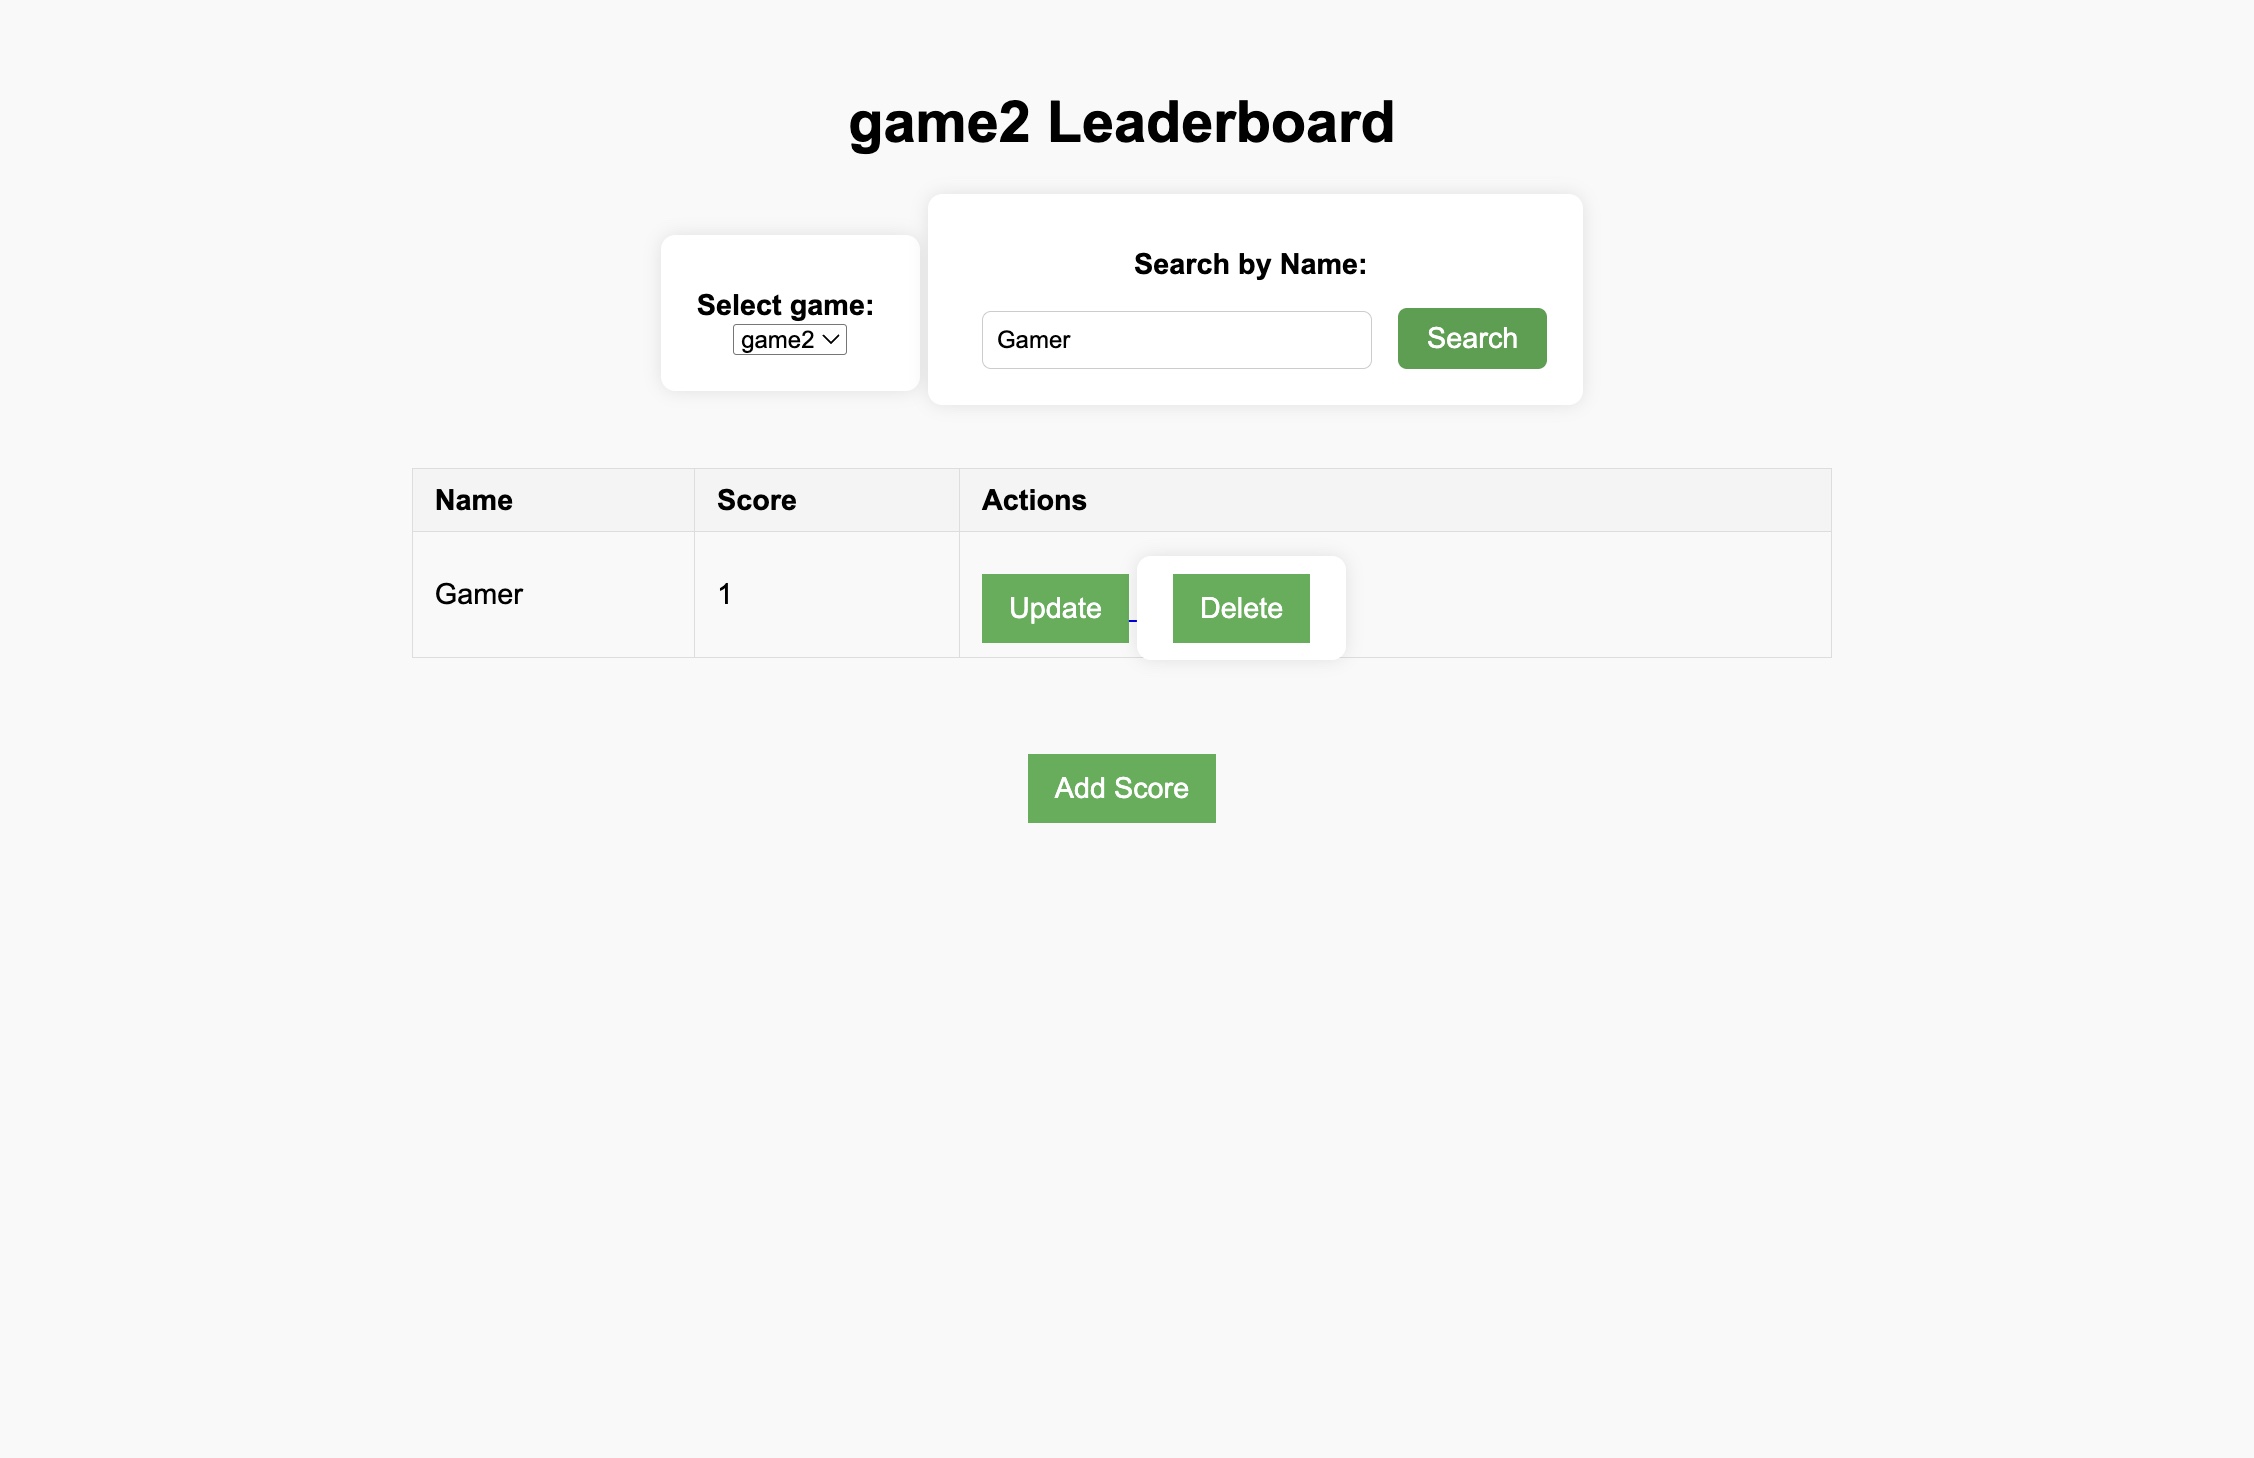 game2 Leaderboard
Search by Name:
Select game:
game2
Gamer
Search
Name Score Actions
Gamer 1 Update Delete
Add Score